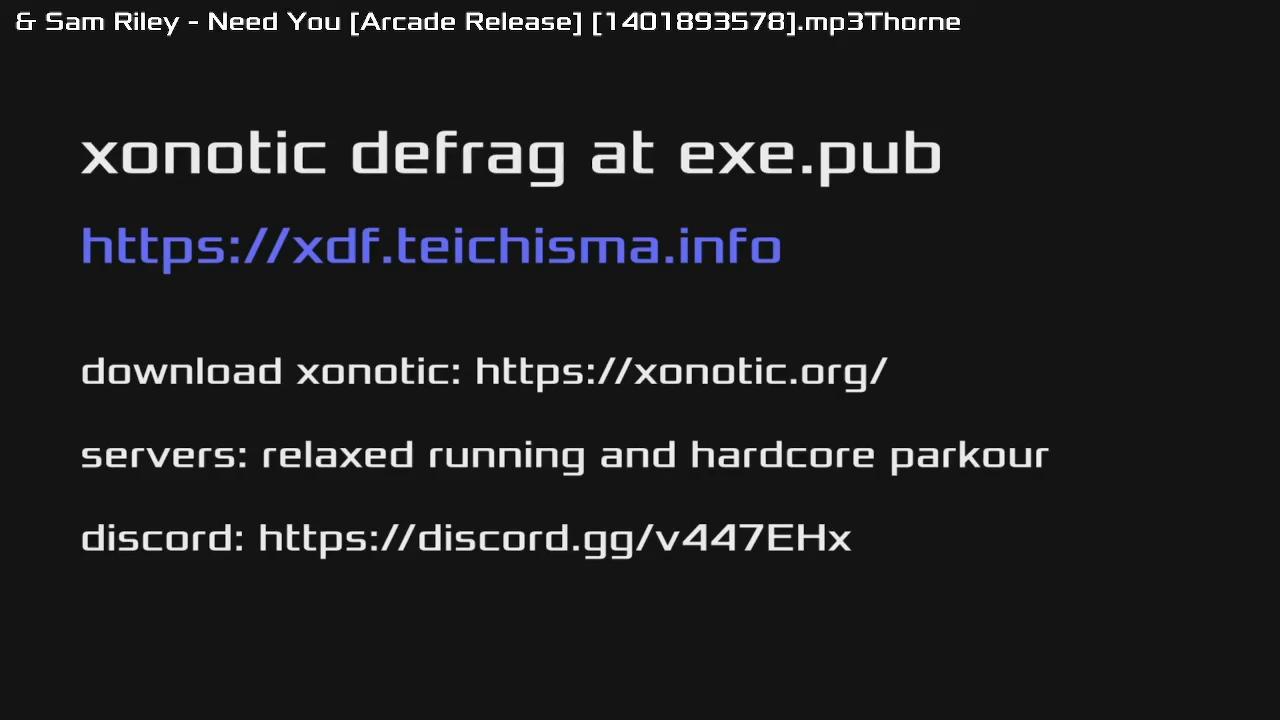 & Sam Riley - Need You [Arcade Release] [1401893578].mp3Thorne
xonotic defrag at exe.pub
https://xdf.teichisma.info
download xonotic: https://xonotic.org/
servers: relaxed running and hardcore parkour
discord: https://discord.gg/v447EHx